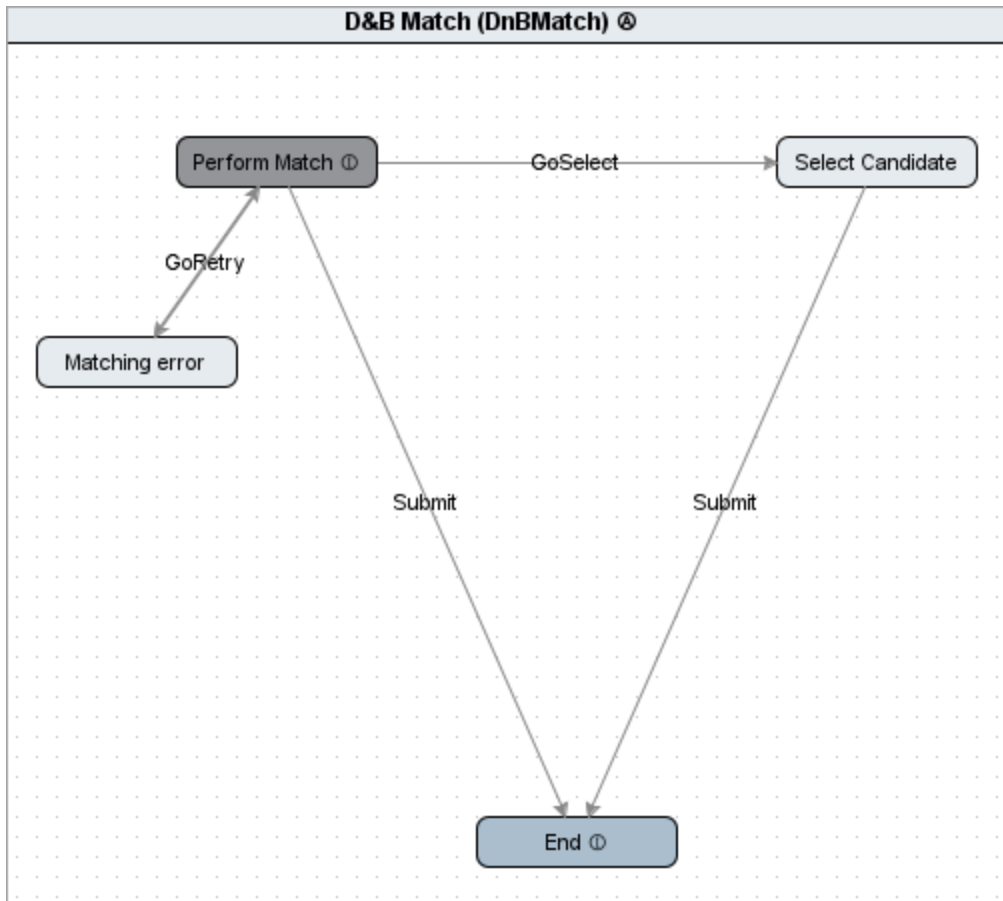 D&B Match (DnBMatch) Ⓐ
Perform Match Ⓘ
GoSelect
Select Candidate
GoRetry
Matching error
Submit
Submit
End Ⓘ